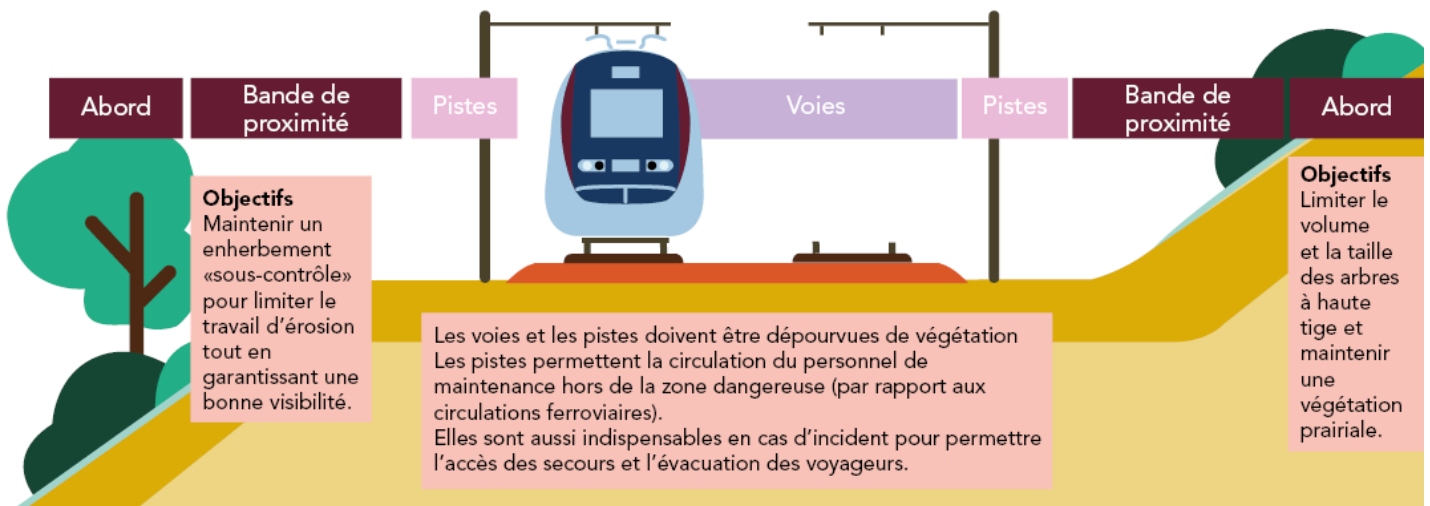 Abord
Bande de
proximité
Pistes
Voies
Pistes
Bande de
proximité
Abord
Objectifs
Maintenir un
enherbement
«sous-contrôle»
pour limiter le
travail d’érosion
tout en
garantissant une
bonne visibilité.
Les voies et les pistes doivent être dépourvues de végétation
Les pistes permettent la circulation du personnel de
maintenance hors de la zone dangereuse (par rapport aux
circulations ferroviaires).
Elles sont aussi indispensables en cas d’incident pour permettre
l’accès des secours et l’évacuation des voyageurs.
Objectifs
Limiter le
volume
et la taille
des arbres
à haute
tige et
maintenir
une
végétation
prairiale.